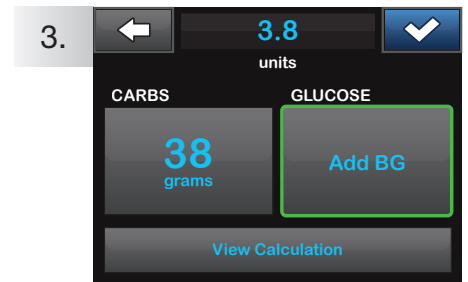 3.
3.8
units
CARBS
GLUCOSE
38
grams
Add BG
View Calculation